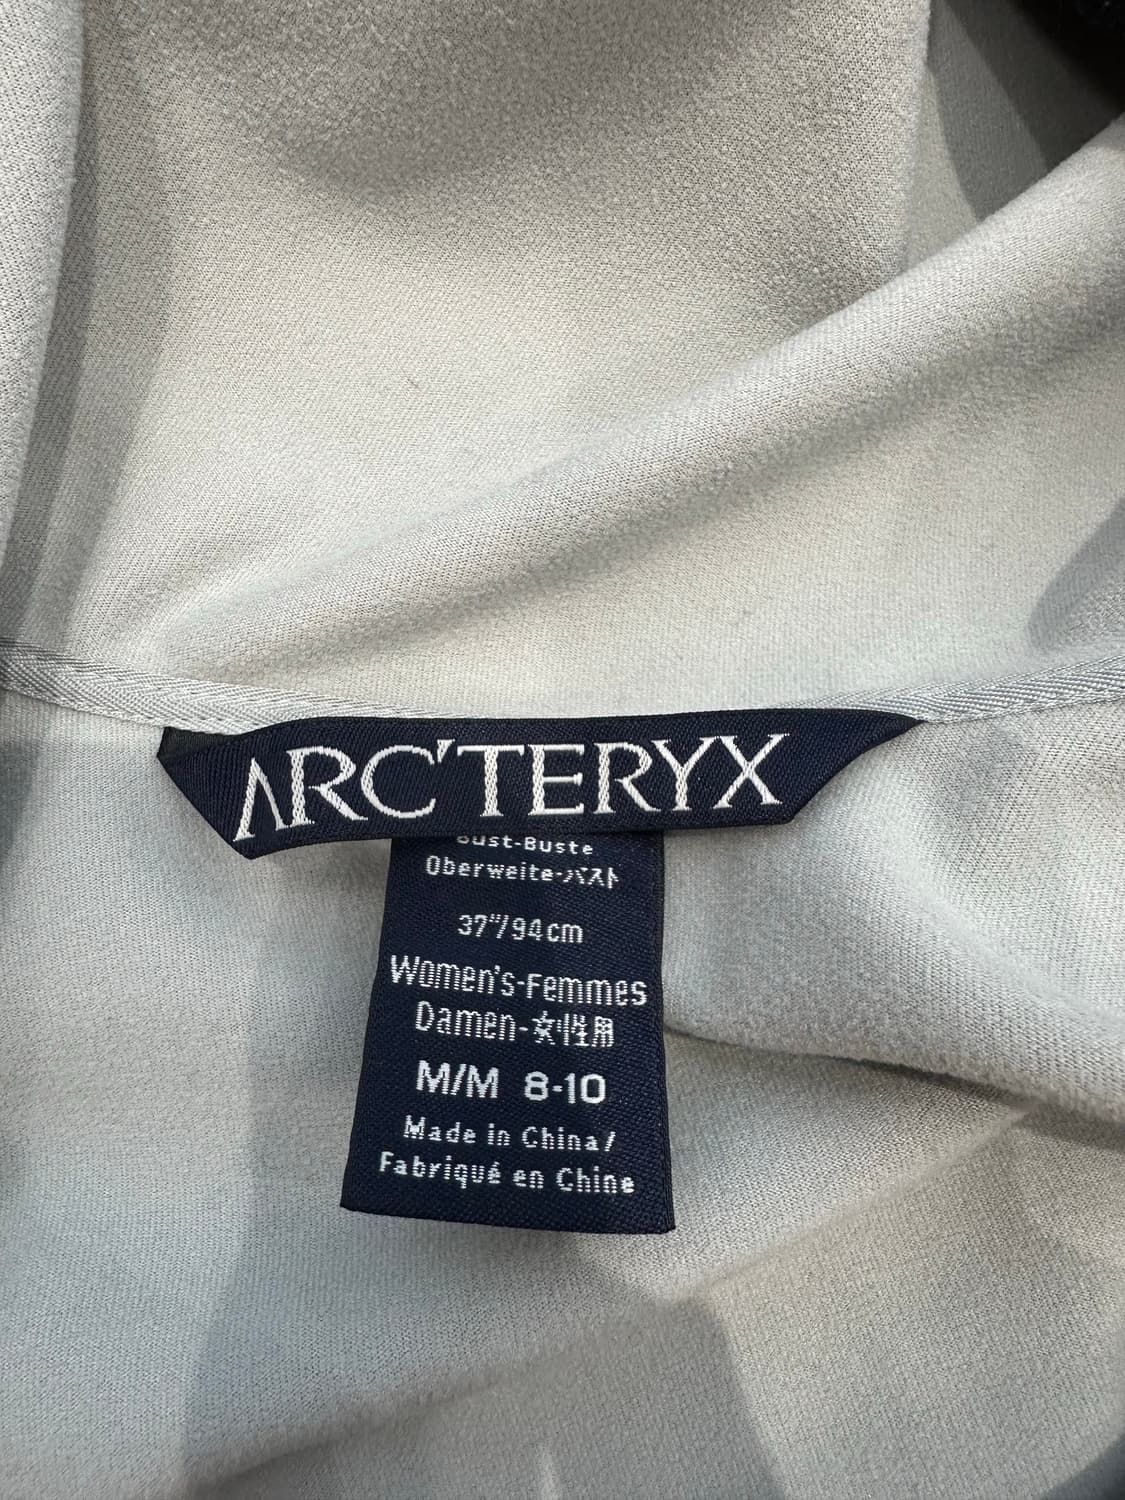 ARC'TERYX
Bust-Buste
Oberweite-バスト
37"/94cm
Women's-Femmes
Damen-女性用
M/M 8-10
Made in China/
Fabriqué en Chine